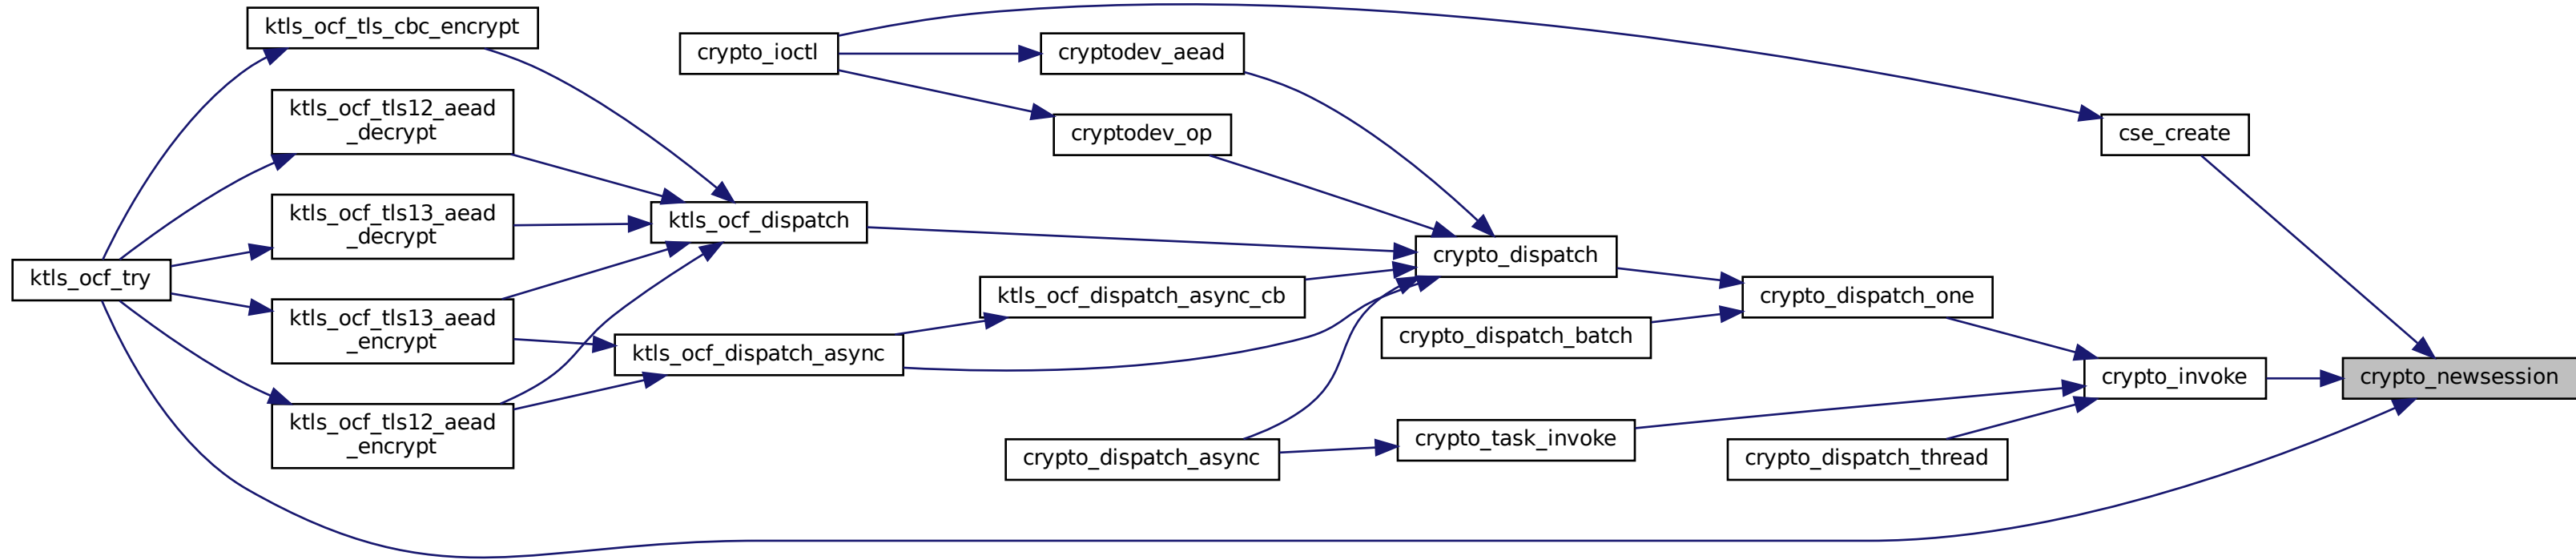 ktls_ocf_tls_cbc_encrypt
crypto_ioctl
cryptodev_aead
ktls_ocf_tls12_aead
_decrypt
cryptodev_op
cse_create
ktls_ocf_tls13_aead
_decrypt
ktls_ocf_dispatch
crypto_dispatch
ktls_ocf_try
ktls_ocf_dispatch_async_cb
crypto_dispatch_one
ktls_ocf_tls13_aead
_encrypt
crypto_dispatch_batch
ktls_ocf_dispatch_async
crypto_invoke
crypto_newsession
ktls_ocf_tls12_aead
_encrypt
crypto_task_invoke
crypto_dispatch_async
crypto_dispatch_thread